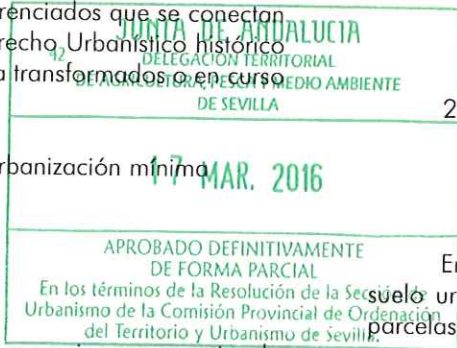 renciados que se conectan
recho Urbanístico histórico
a transformados o en curso
rbanización mínima
JUNTA DE ANDALUCIA
DELEGACIÓN TERRITORIAL
DE AGRICULTURA, PESCA Y MEDIO AMBIENTE
DE SEVILLA
17 MAR. 2016
APROBADO DEFINITIVAMENTE
DE FORMA PARCIAL
En los términos de la Resolución de la Sección de
Urbanismo de la Comisión Provincial de Ordenación
del Territorio y Urbanismo de Sevilla.
2
En
suelo ur
parcelas